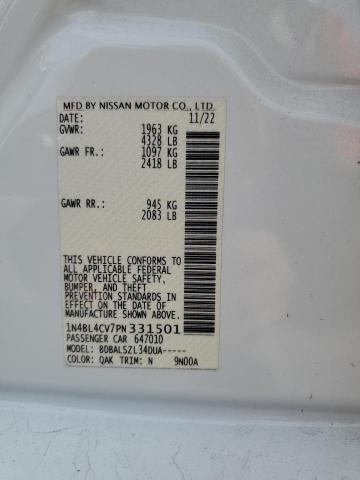 MFD BY NISSAN MOTOR CO., LTD.
DATE: 11/22
GVWR: 1963 KG
4328 LB
GAWR FR: 1097 KG
2418 LB
GAWR RR: 945 KG
2083 LB
THIS VEHICLE CONFORMS TO
ALL APPLICABLE FEDERAL
MOTOR VEHICLE SAFETY,
BUMPER, AND THEFT
PREVENTION STANDARDS IN
EFFECT ON THE DATE OF
MANUFACTURE SHOWN ABOVE.
1N4BL4CV7PN331501
PASSENGER CAR 647010
MODEL: BDBALSZL34DUA-----
COLOR: QAK TRIM: N 9N00A